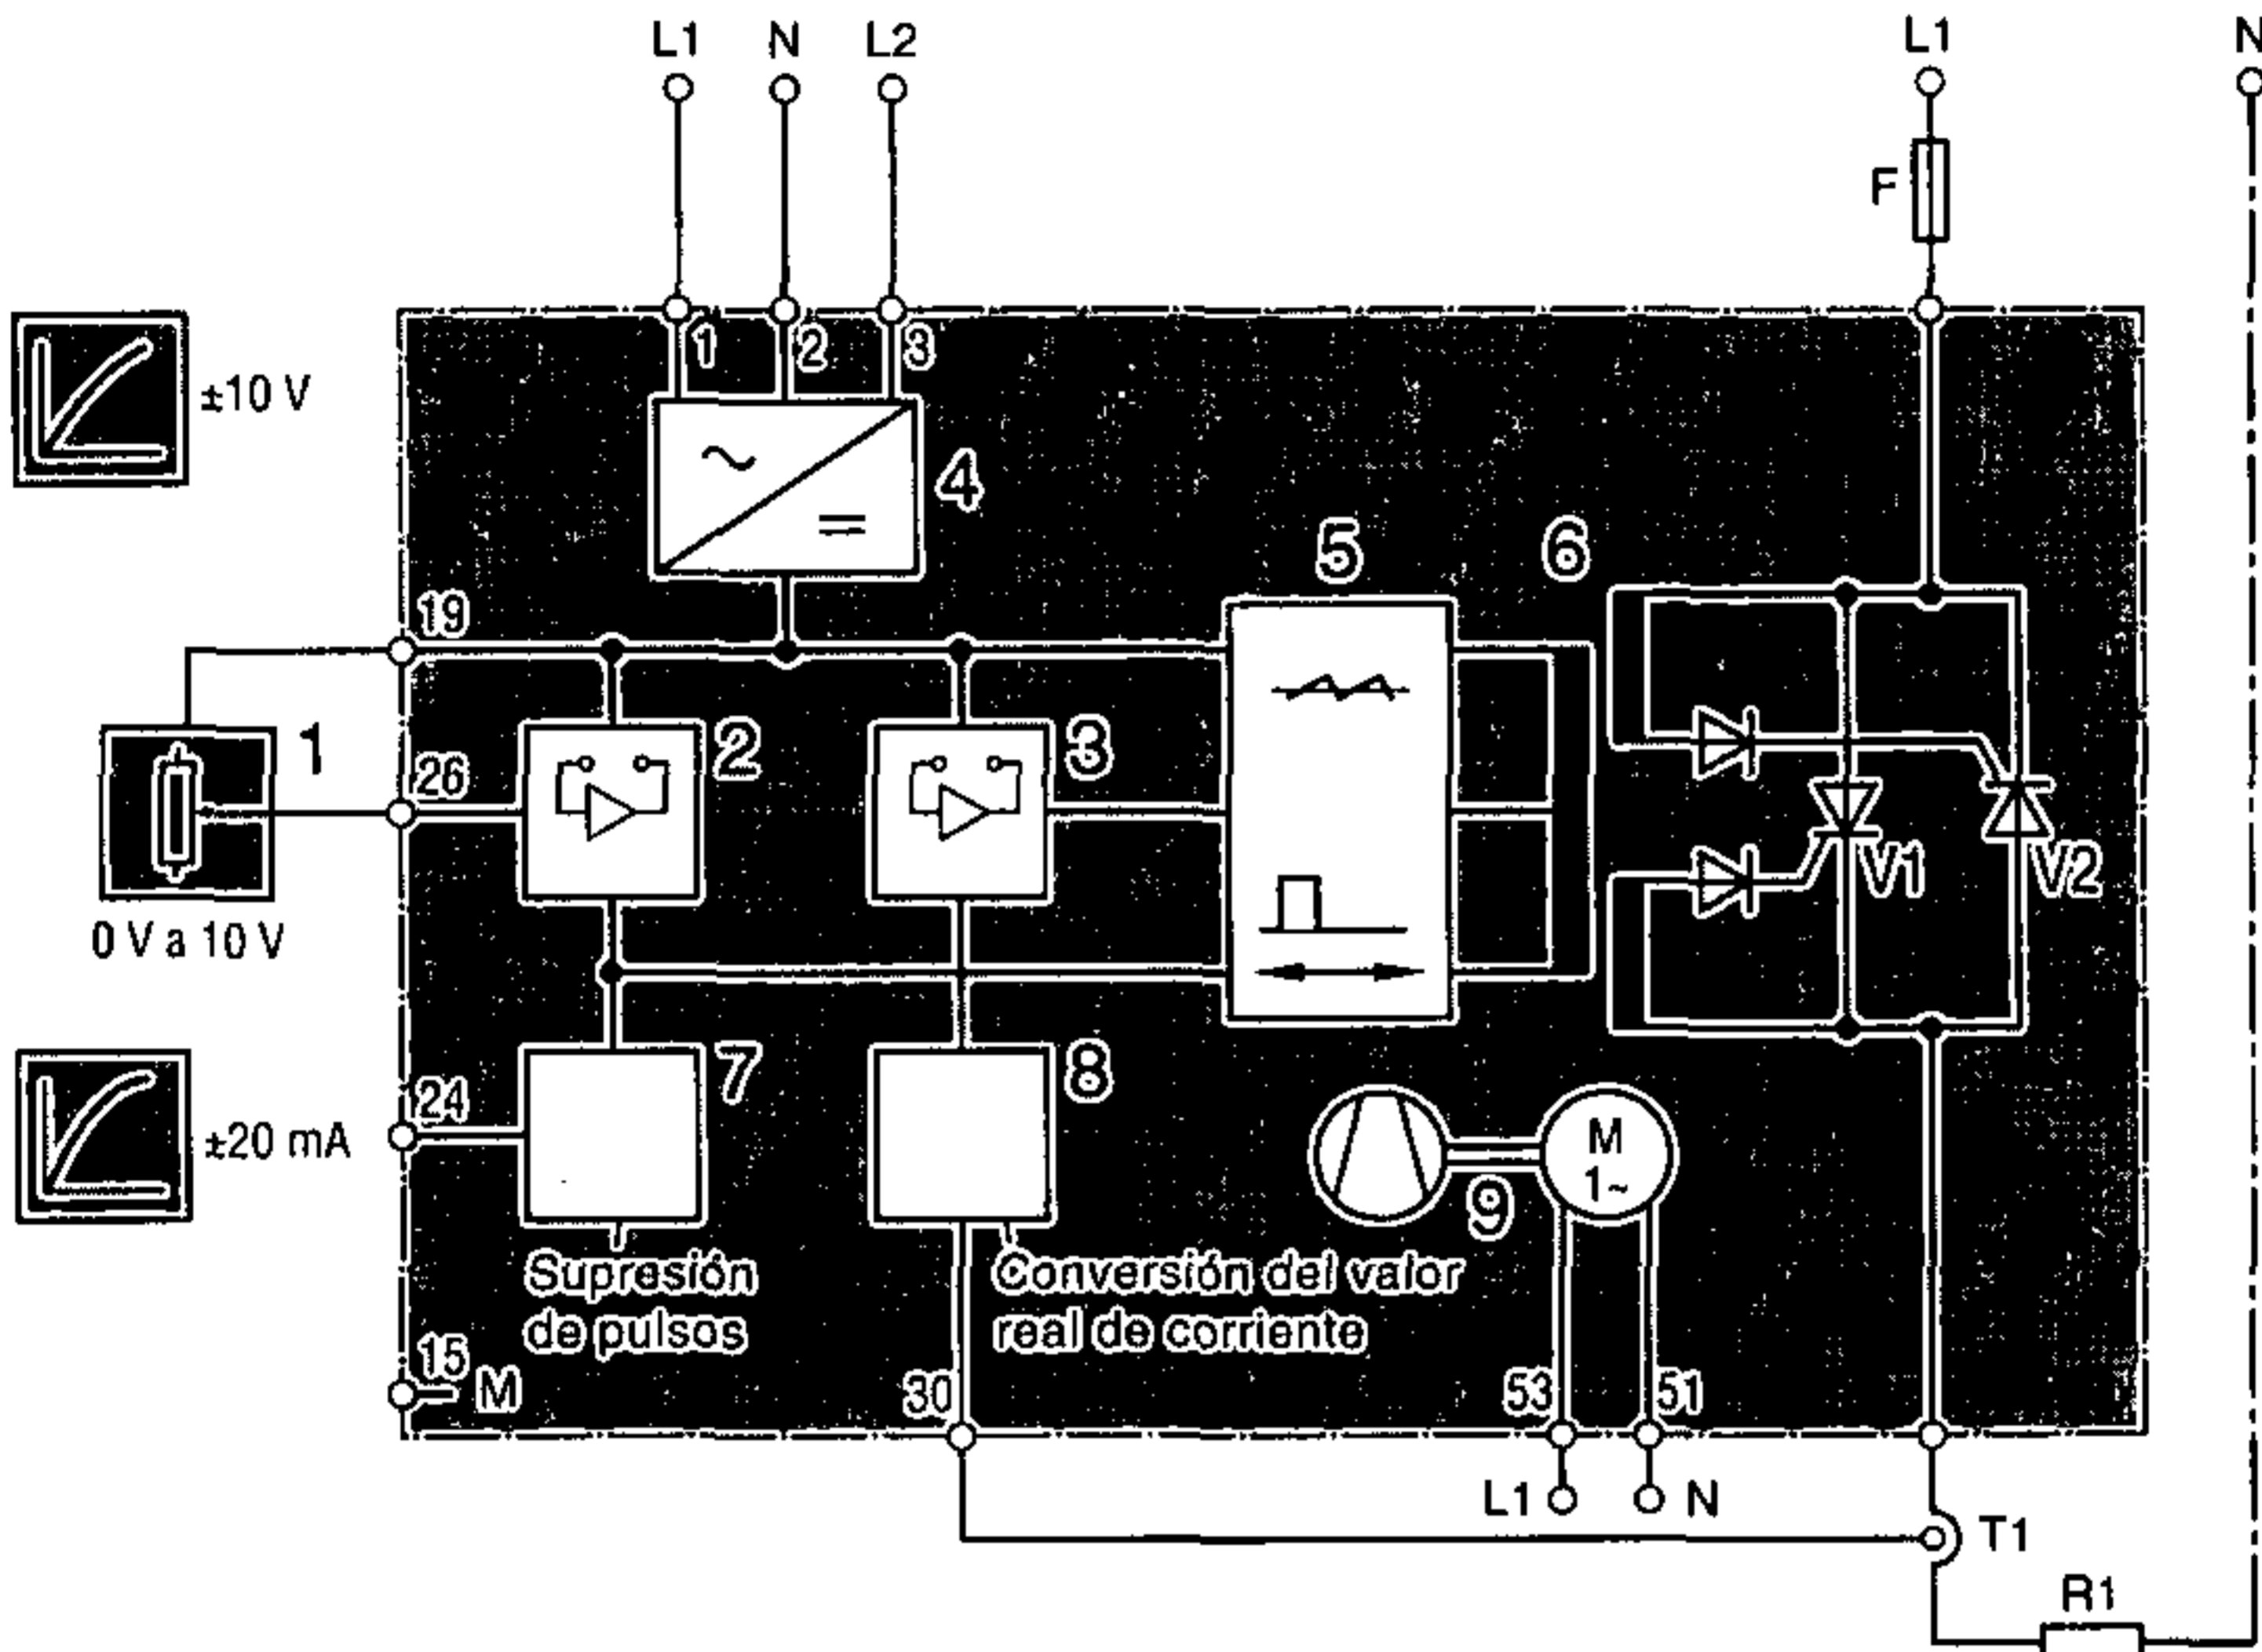 L1 N L2
L1 N
F
1 2 3
±10 V
4
5 6
19
1
2 3
26
V1 V2
0 V a 10 V
7 8
24
±20 mA
M
1~
9
Supresión
de pulsos
Conversión del valor
real de corriente
15 M
30 53 51
L1 N
T1
R1